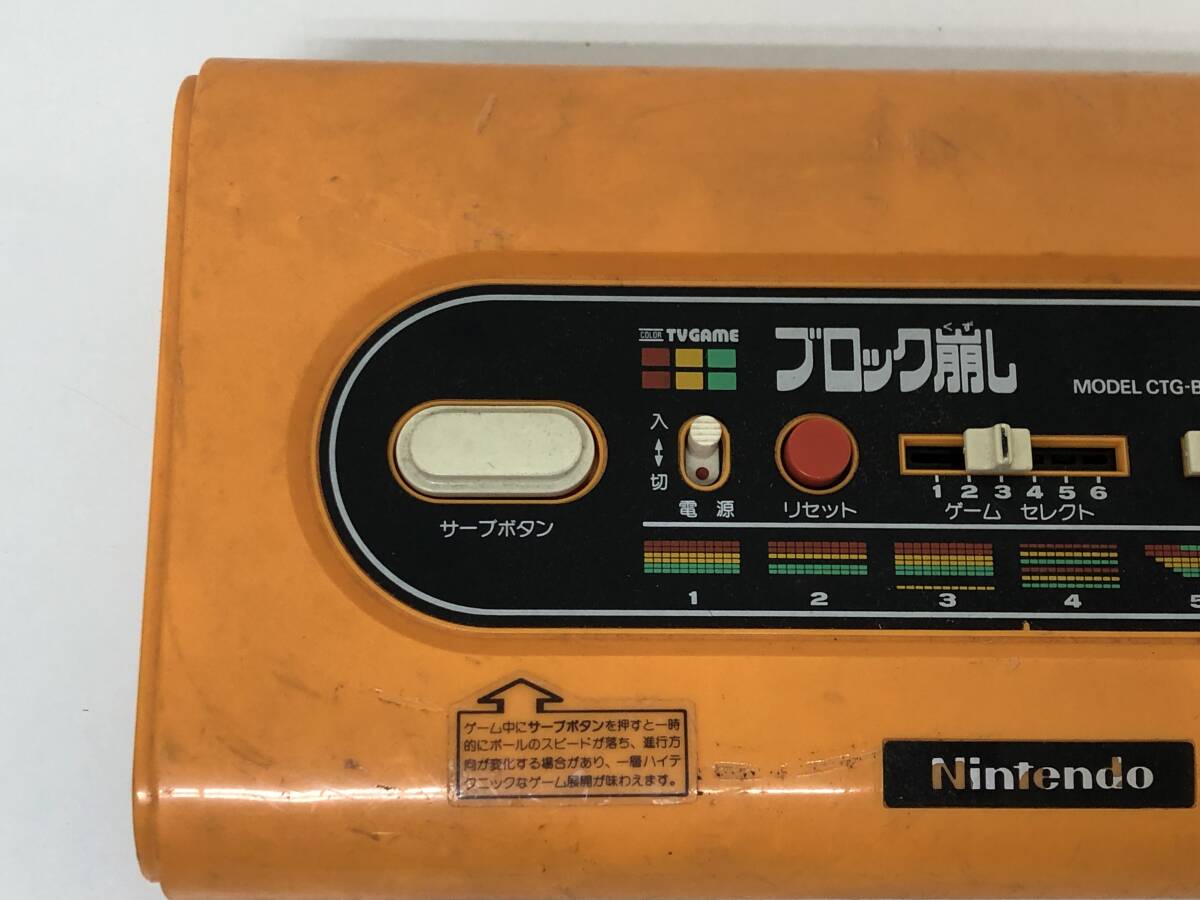 COLOR TVGAME
くず
ブロック崩し
MODEL CTG-B
入
切
電源
リセット
1 2 3 4 5 6
ゲーム セレクト
サーブボタン
1 2 3 4 5
ゲーム中にサーブボタンを押すと一時
的にボールのスピードが落ち、進行方
向が変化する場合があり、一層ハイテ
クニックなゲーム展開が味わえます。
Nintendo